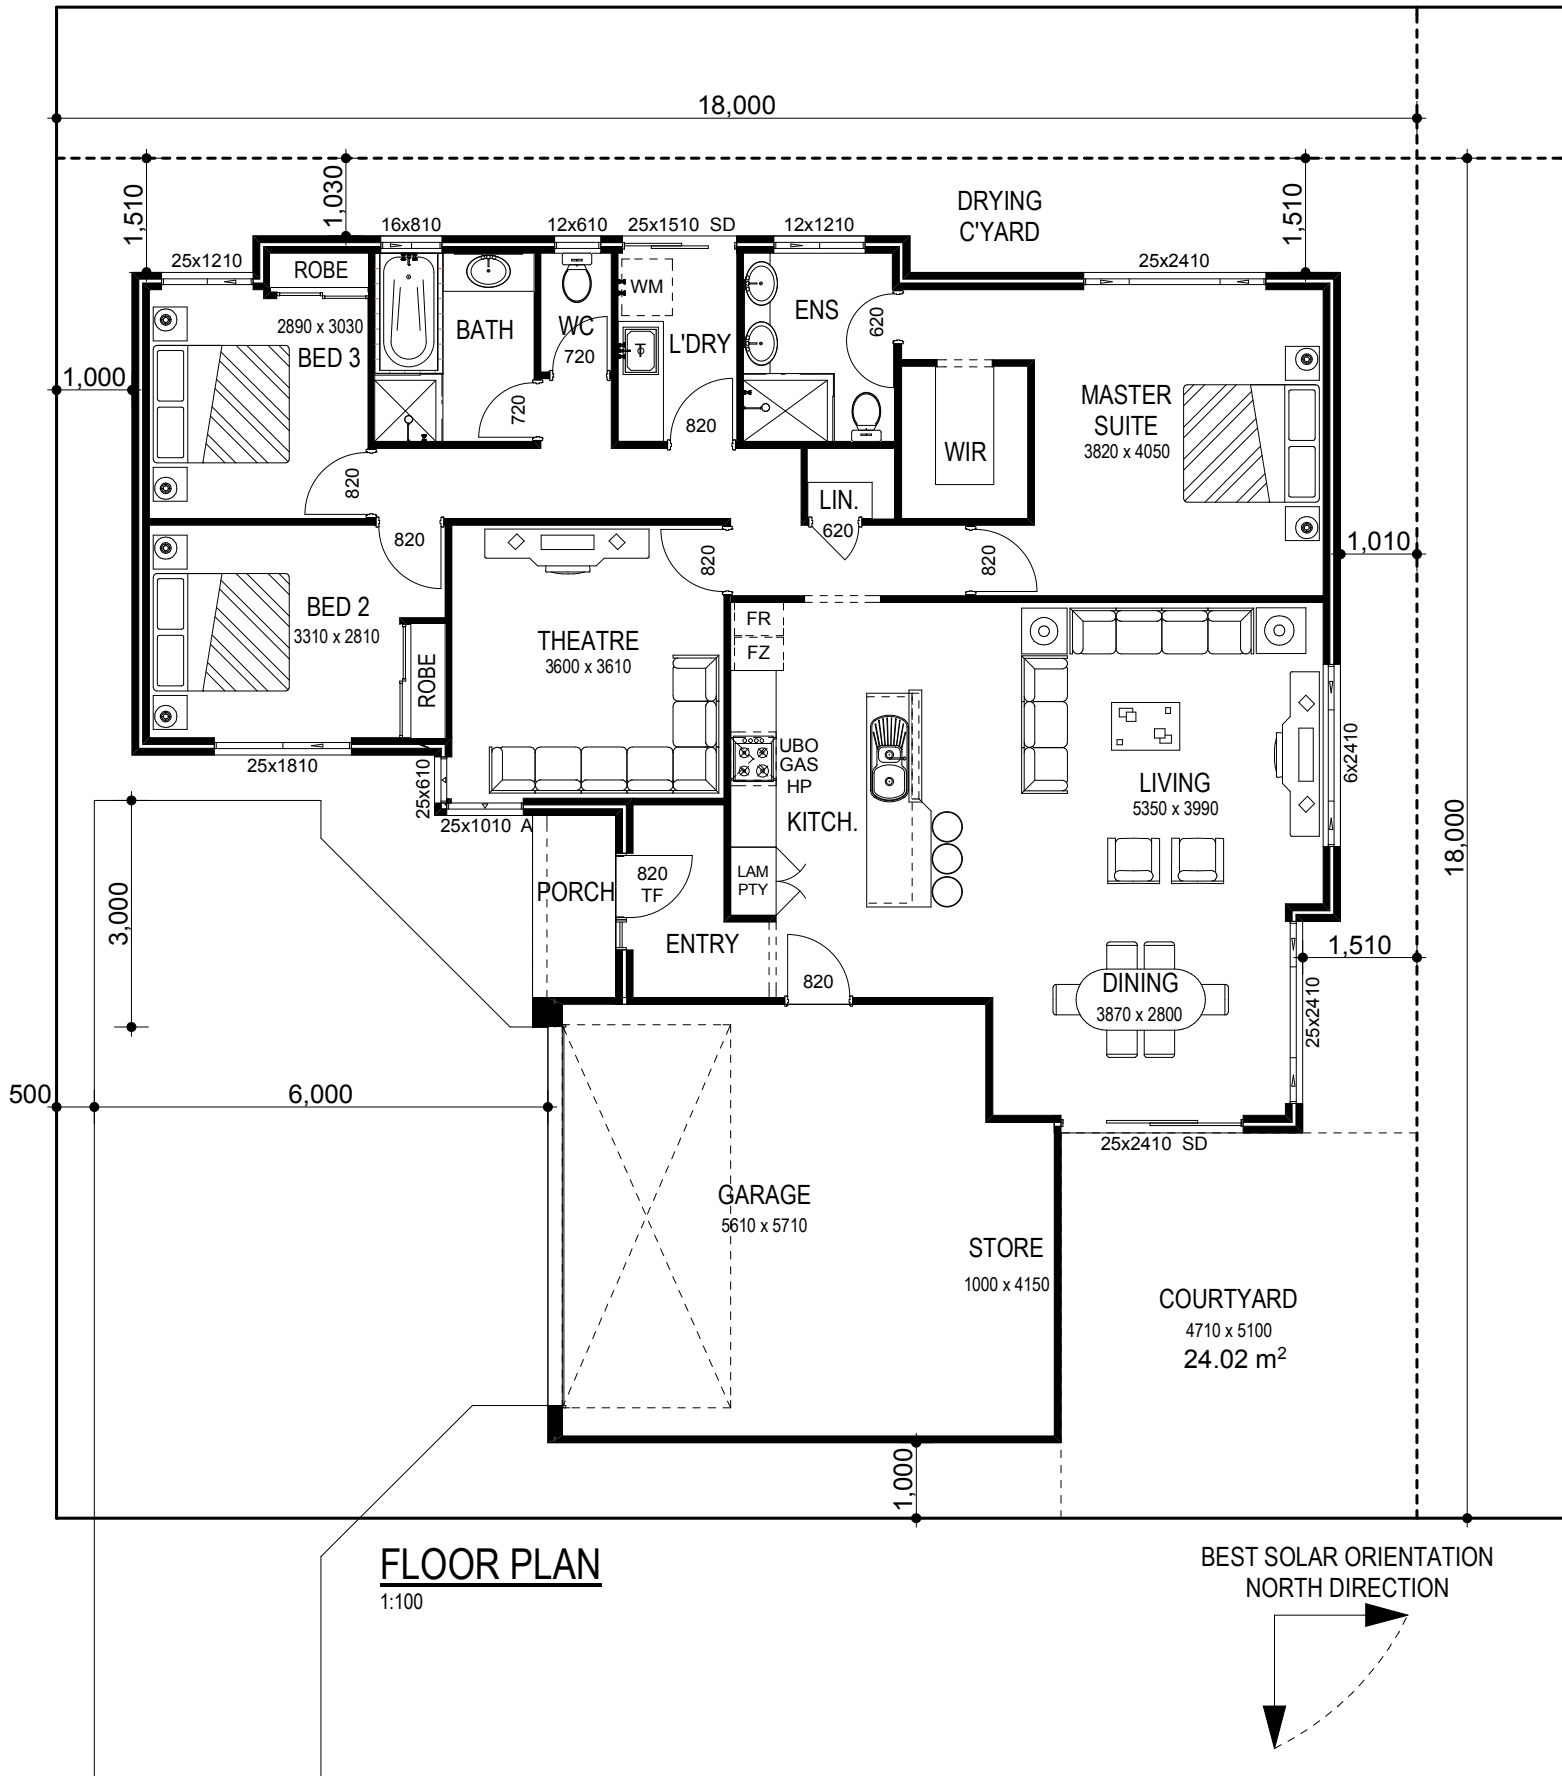 18,000
1,510
1,030
DRYING
C'YARD
1,510
16x810
12x610
25x1510 SD
12x1210
25x1210
25x2410
ROBE
2890 x 3030
BED 3
BATH
WC
720
WM
L'DRY
ENS
620
1,000
720
820
MASTER
SUITE
3820 x 4050
WIR
820
LIN.
620
820
820
820
1,010
BED 2
3310 x 2810
ROBE
THEATRE
3600 x 3610
FR
FZ
UBO
GAS
HP
KITCH.
LIVING
5350 x 3990
6x2410
25x1810
25x610
25x1010 A
18,000
3,000
PORCH
820
TF
LAM
PTY
ENTRY
820
DINING
3870 x 2800
1,510
25x2410
500
6,000
25x2410 SD
GARAGE
5610 x 5710
STORE
1000 x 4150
COURTYARD
4710 x 5100
24.02 m²
1,000
FLOOR PLAN
1:100
BEST SOLAR ORIENTATION
NORTH DIRECTION